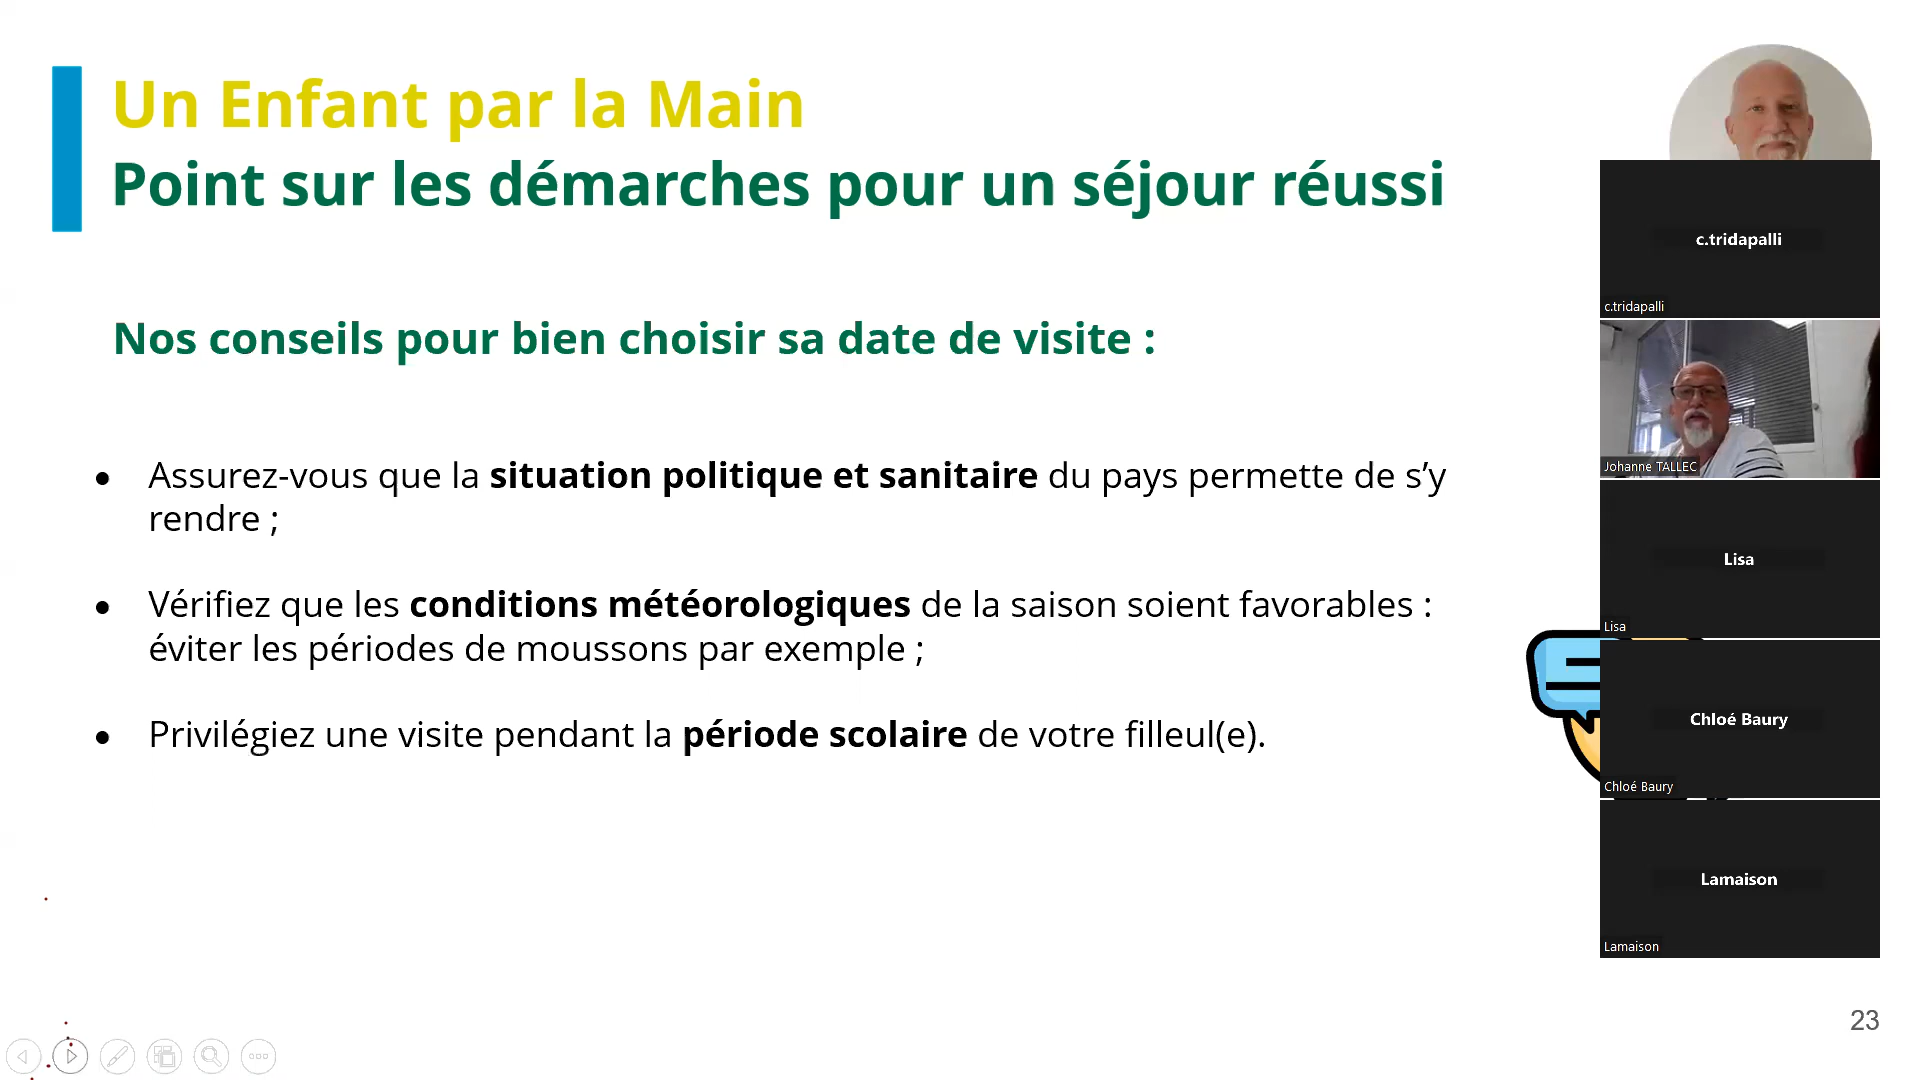 Un Enfant par la Main
Point sur les démarches pour un séjour réussi
Nos conseils pour bien choisir sa date de visite :
● Assurez-vous que la situation politique et sanitaire du pays permette de s’y
rendre ;
● Vérifiez que les conditions météorologiques de la saison soient favorables :
éviter les périodes de moussons par exemple ;
● Privilégiez une visite pendant la période scolaire de votre filleul(e).
c.tridapalli
c.tridapalli
Johanne TALLEC
Lisa
Lisa
Chloé Baury
Chloé Baury
Lamaison
Lamaison
23